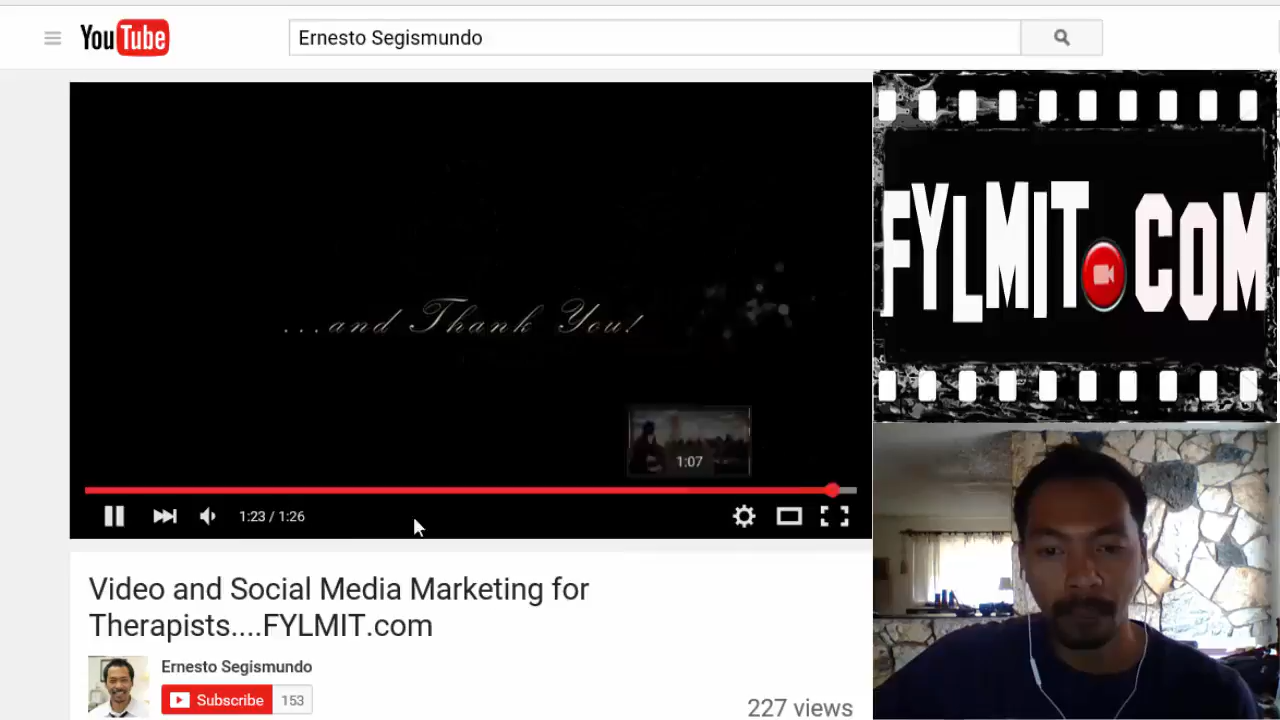 YouTube
Ernesto Segismundo
FYLMIT.COM
...and Thank You!
1:07
1:23 / 1:26
Video and Social Media Marketing for
Therapists....FYLMIT.com
Ernesto Segismundo
Subscribe 153
227 views